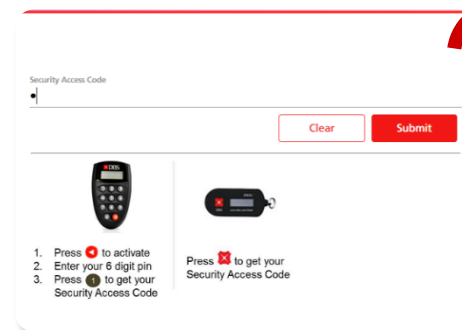 Security Access Code
Clear
Submit
DBS
1. Press to activate
2. Enter your 6 digit pin
3. Press 1 to get your
Security Access Code
Press to get your
Security Access Code